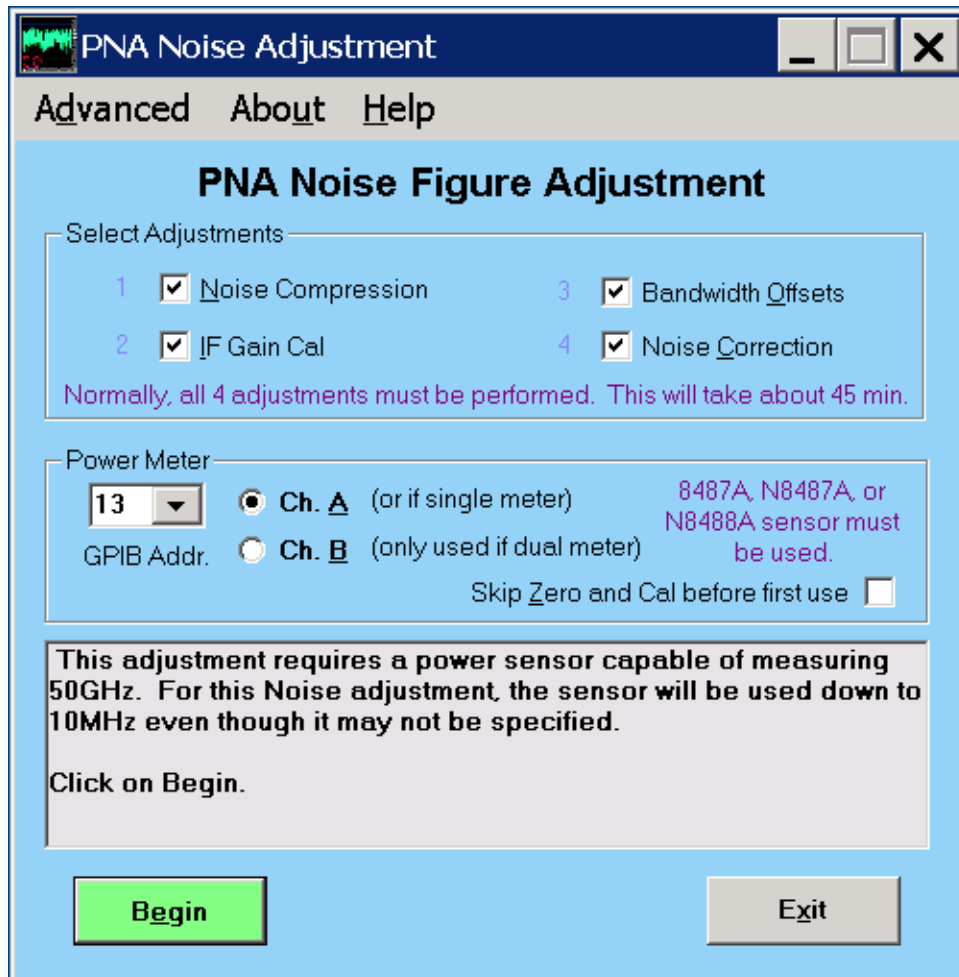 PNA Noise Adjustment
Advanced About Help
PNA Noise Figure Adjustment
Select Adjustments
1 Noise Compression
3 Bandwidth Offsets
2 IF Gain Cal
4 Noise Correction
Normally, all 4 adjustments must be performed. This will take about 45 min.
Power Meter
13
GPIB Addr.
Ch. A (or if single meter)
Ch. B (only used if dual meter)
8487A, N8487A, or
N8488A sensor must
be used.
Skip Zero and Cal before first use
This adjustment requires a power sensor capable of measuring
50GHz. For this Noise adjustment, the sensor will be used down to
10MHz even though it may not be specified.
Click on Begin.
Begin
Exit